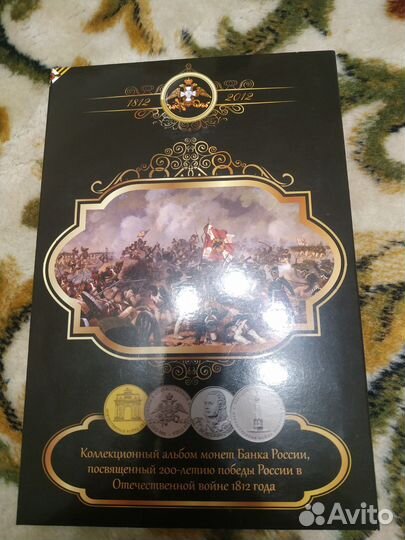 1812 2012
Коллекционный альбом монет Банка России,
посвященный 200-летию победы России в
Отечественной войне 1812 года
Avito